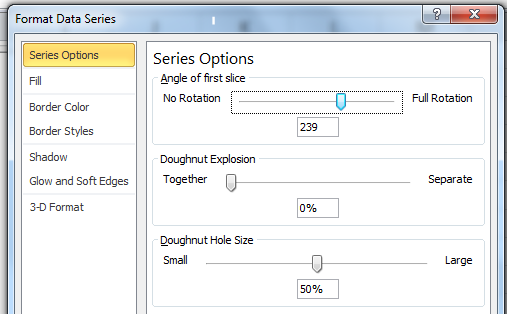 Format Data Series
Series Options
Fill
Border Color
Border Styles
Shadow
Glow and Soft Edges
3-D Format
Series Options
Angle of first slice
No Rotation Full Rotation
239
Doughnut Explosion
Together Separate
0%
Doughnut Hole Size
Small Large
50%